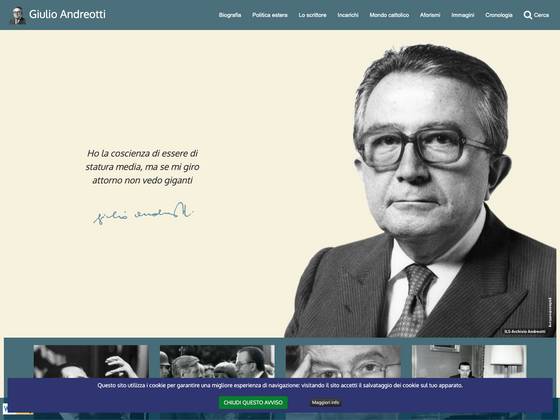 Giulio Andreotti
Biografia Politica estera Lo scrittore Incarichi Mondo cattolico Aforismi Immagini Cronologia Cerca
Ho la coscienza di essere di
statura media, ma se mi giro
attorno non vedo giganti
giulio andreotti
ILS Archivio Andreotti
Questo sito utilizza i cookie per garantire una migliore esperienza di navigazione: visitando il sito accetti il salvataggio dei cookie sul tuo apparato.
CHIUDI QUESTO AVVISO
Maggiori info